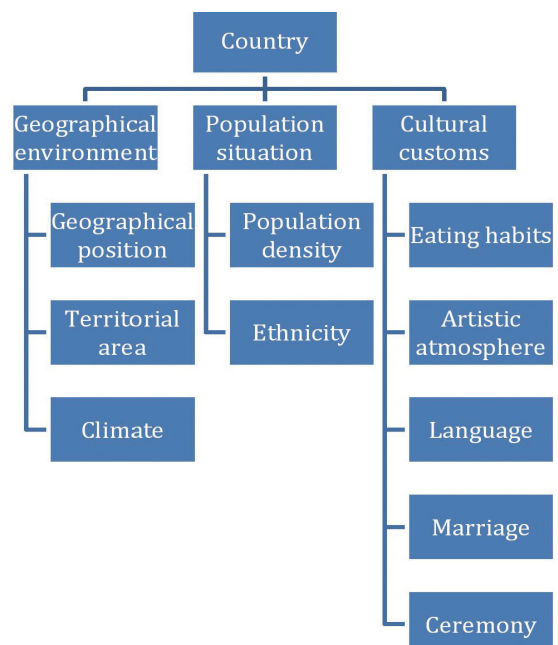 Country
Geographical
environment
Population
situation
Cultural
customs
Geographical
position
Population
density
Eating habits
Territorial
area
Ethnicity
Artistic
atmosphere
Climate
Language
Marriage
Ceremony